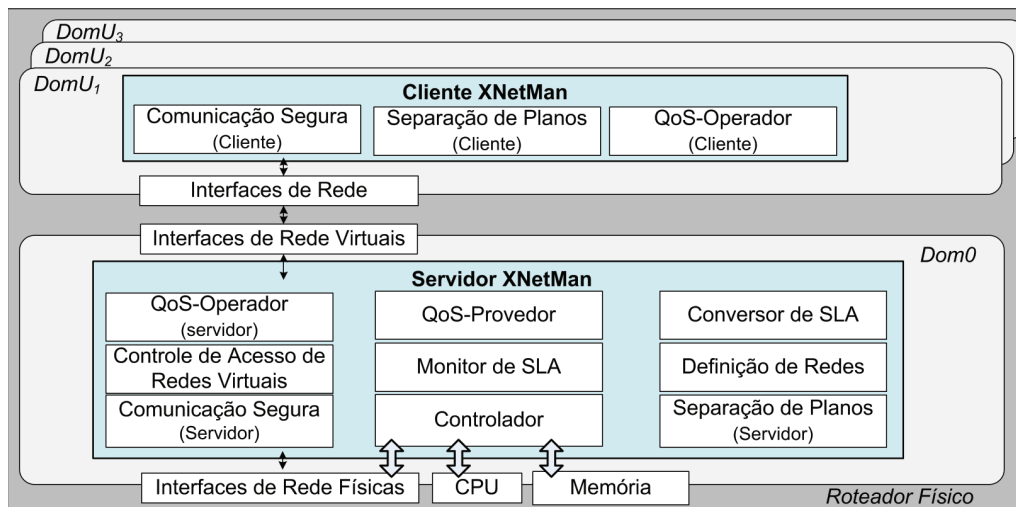 DomU3
DomU2
DomU1
Cliente XNetMan
Comunicação Segura
(Cliente)
Separação de Planos
(Cliente)
QoS-Operador
(Cliente)
Interfaces de Rede
Interfaces de Rede Virtuais
Dom0
Servidor XNetMan
QoS-Operador
(servidor)
Controle de Acesso de
Redes Virtuais
Comunicação Segura
(Servidor)
QoS-Provedor
Monitor de SLA
Controlador
Conversor de SLA
Definição de Redes
Separação de Planos
(Servidor)
Interfaces de Rede Físicas
CPU
Memória
Roteador Físico